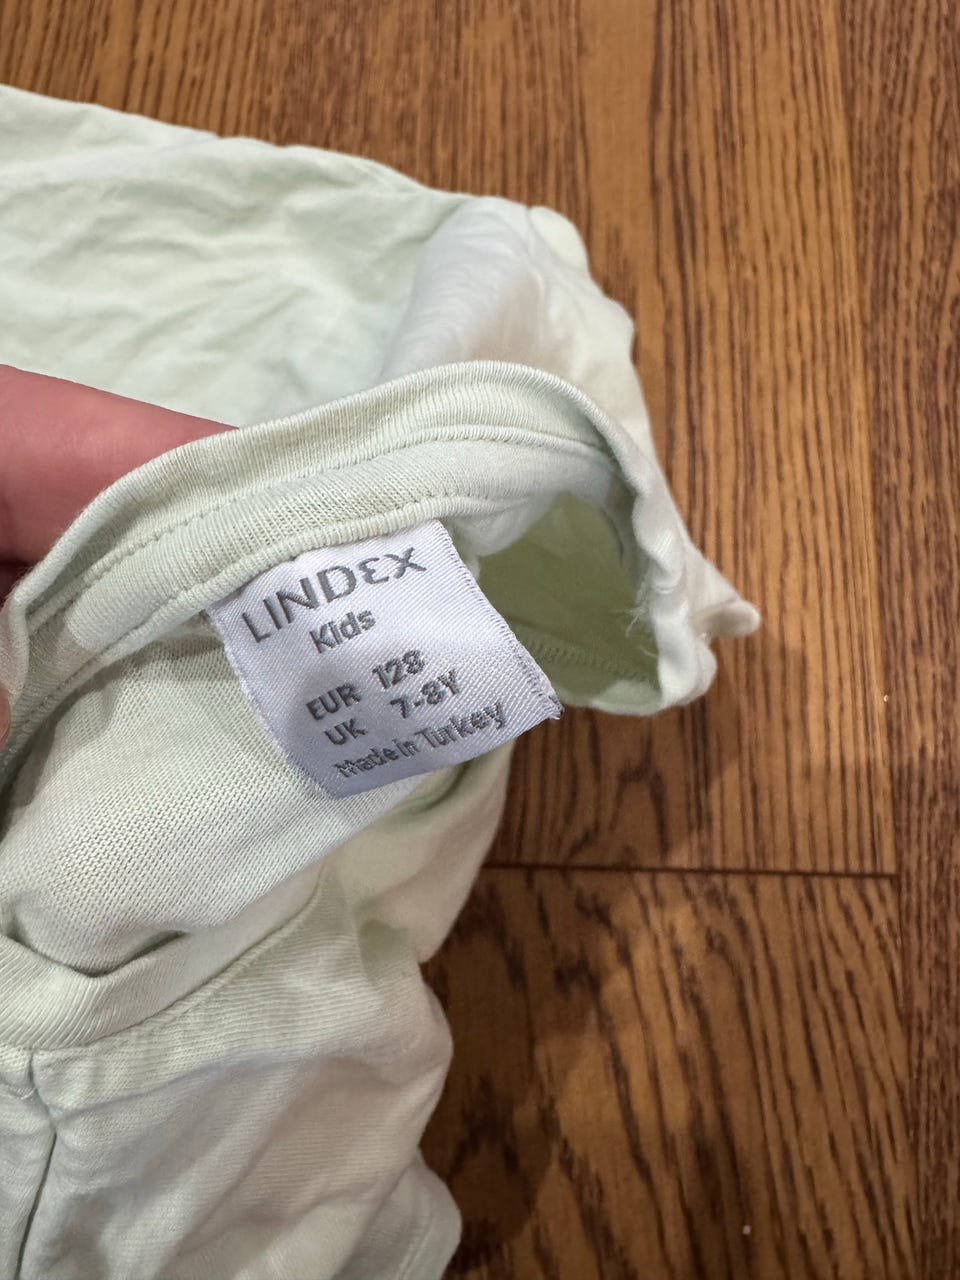 LINDEX
Kids
EUR 128
UK 7-8Y
Made in Turkey